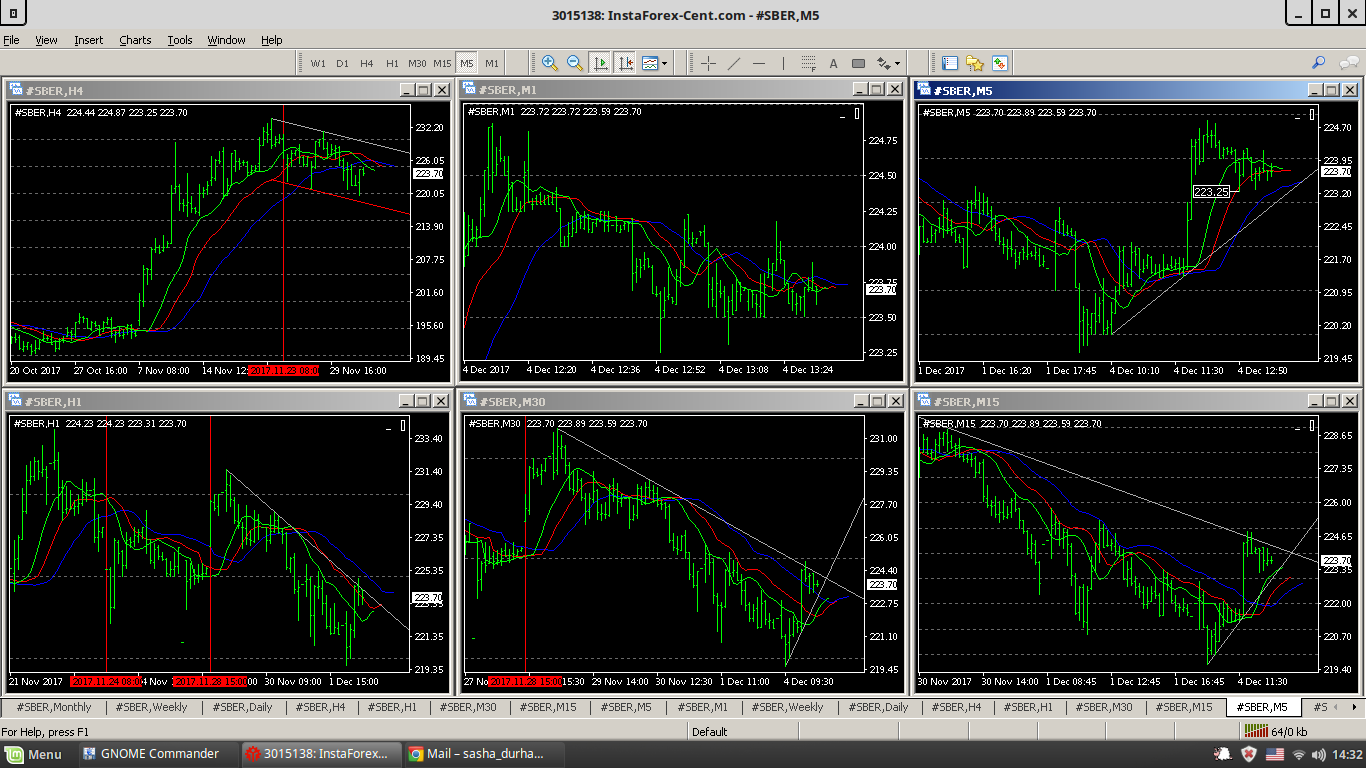 3015138: InstaForex-Cent.com - #SBER,M5
File View Insert Charts Tools Window Help
W1 D1 H4 H1 M30 M15 M5 M1 A
#SBER,H4
#SBER,H4 224.44 224.87 223.25 223.70
232.20
226.05
223.70
220.05
213.90
207.75
201.60
195.60
189.45
20 Oct 2017 27 Oct 16:00 7 Nov 08:00 14 Nov 12: 2017.11.23 08:00 29 Nov 16:00
#SBER,M1
#SBER,M1 223.72 223.72 223.59 223.70
224.75
224.50
224.25
224.00
223.70
223.50
223.25
4 Dec 2017 4 Dec 12:20 4 Dec 12:36 4 Dec 12:52 4 Dec 13:08 4 Dec 13:24
#SBER,M5
#SBER,M5 223.70 223.89 223.59 223.70
223.25
224.70
223.95
223.70
223.20
222.45
221.70
220.95
220.20
219.45
1 Dec 2017 1 Dec 16:20 1 Dec 17:45 4 Dec 10:10 4 Dec 11:30 4 Dec 12:50
#SBER,H1
#SBER,H1 224.23 224.23 223.31 223.70
233.40
231.40
229.40
227.35
225.35
223.70
221.35
219.35
21 Nov 2017 2017.11.24 08:00 4 Nov 2017.11.28 15:00 30 Nov 09:00 1 Dec 15:00
#SBER,M30
#SBER,M30 223.70 223.89 223.59 223.70
231.00
229.35
227.70
226.05
224.40
223.70
222.75
221.10
219.45
27 No 2017.11.28 15:00 15:30 29 Nov 14:00 30 Nov 12:30 1 Dec 11:00 4 Dec 09:30
#SBER,M15
#SBER,M15 223.70 223.89 223.59 223.70
228.65
227.35
226.00
224.65
223.70
223.35
222.00
220.70
219.40
30 Nov 2017 30 Nov 14:00 1 Dec 08:45 1 Dec 12:45 1 Dec 16:45 4 Dec 11:30
#SBER,Monthly #SBER,Weekly #SBER,Daily #SBER,H4 #SBER,H1 #SBER,M30 #SBER,M15 #SBER,M5 #SBER,M1 #SBER,Weekly #SBER,Daily #SBER,H4 #SBER,H1 #SBER,M30 #SBER,M15 #SBER,M5 #S
For Help, press F1 Default 64/0 kb
Menu GNOME Commander 3015138: InstaForex... Mail – sasha_durha... 14:32